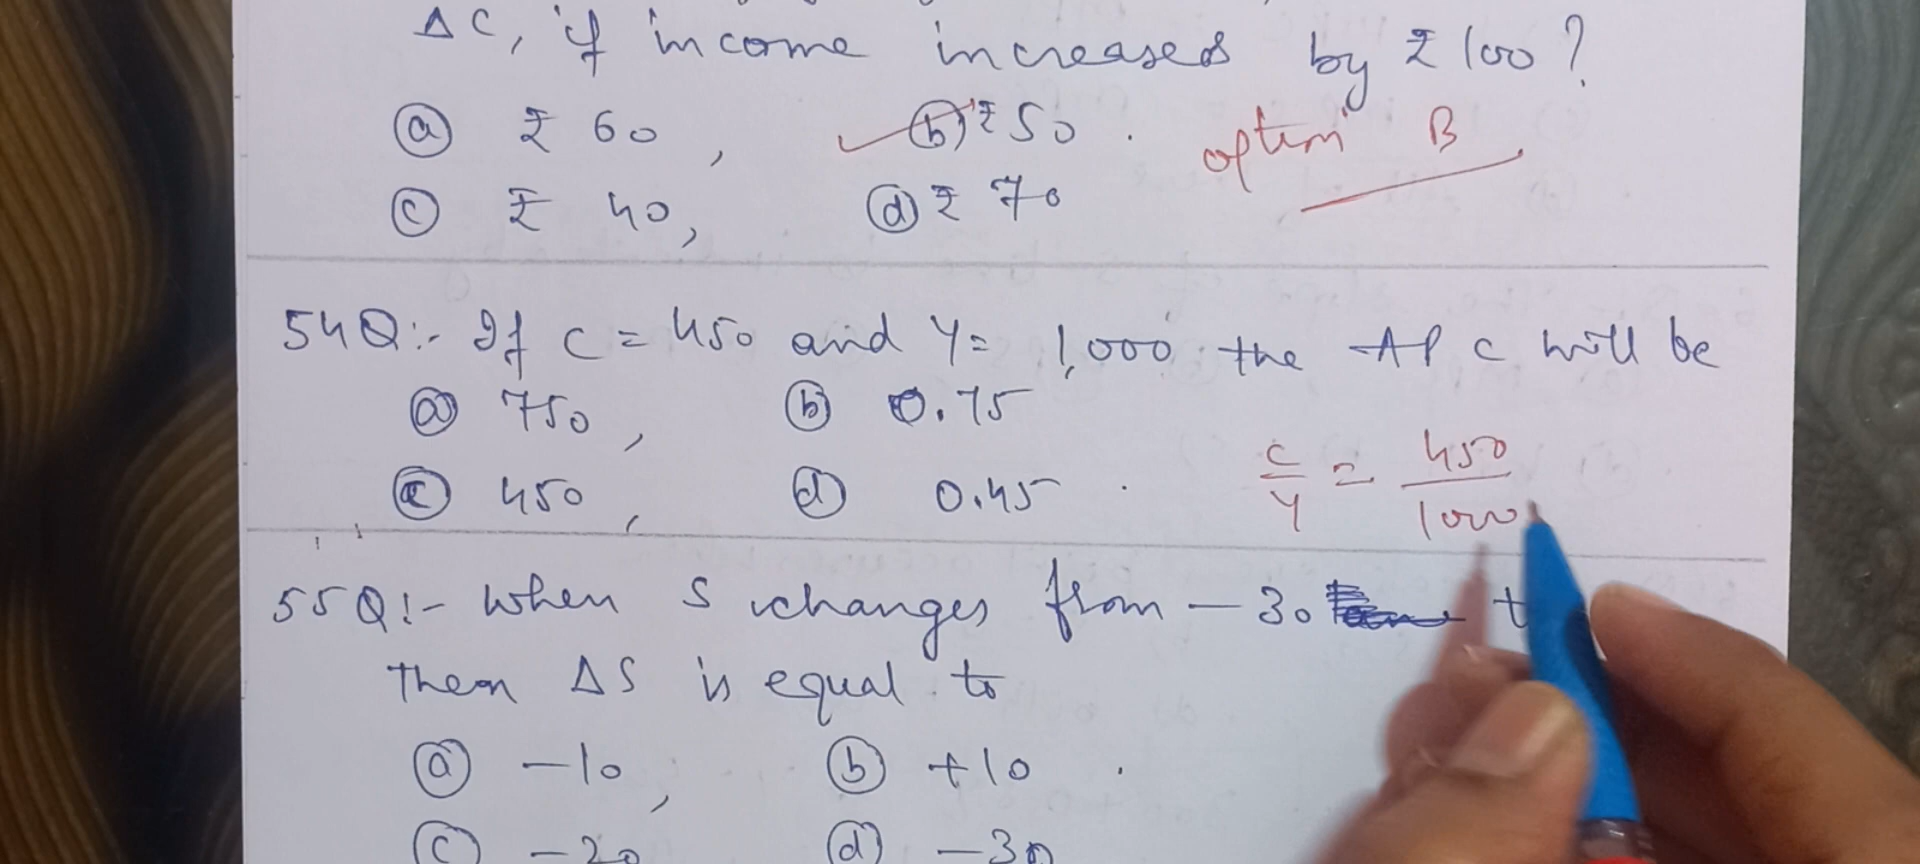 ΔC, if income increased by ₹ 100?
(a) ₹ 60, (b) ₹ 50. option B
(c) ₹ 40, (d) ₹ 70
54Q:- If C = 450 and Y = 1,000 the APC will be
(a) 750, (b) 0.75
(c) 450, (d) 0.45.
C/Y = 450/1000
55Q:- When S changes from -30
then ΔS is equal to
(a) -10, (b) +10.
(c) -20 (d) -30